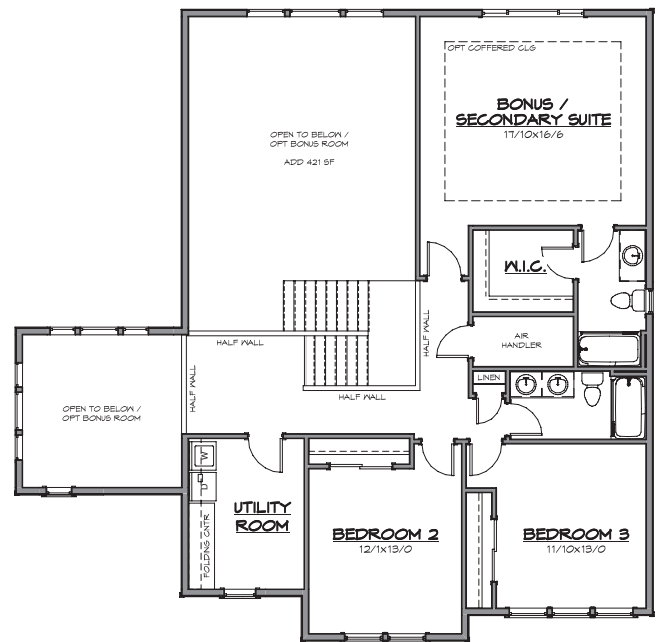 OPT COFFERED CLG
BONUS /
SECONDARY SUITE
17/10x16/6
OPEN TO BELOW /
OPT BONUS ROOM
ADD 421 SF
W.I.C.
HALF WALL
AIR
HANDLER
HALF WALL
HALF WALL
LINEN
HALF WALL
OPEN TO BELOW /
OPT BONUS ROOM
W
D
UTILITY
ROOM
FOLDING CNTR
BEDROOM 2
12/1x13/0
BEDROOM 3
11/10x13/0